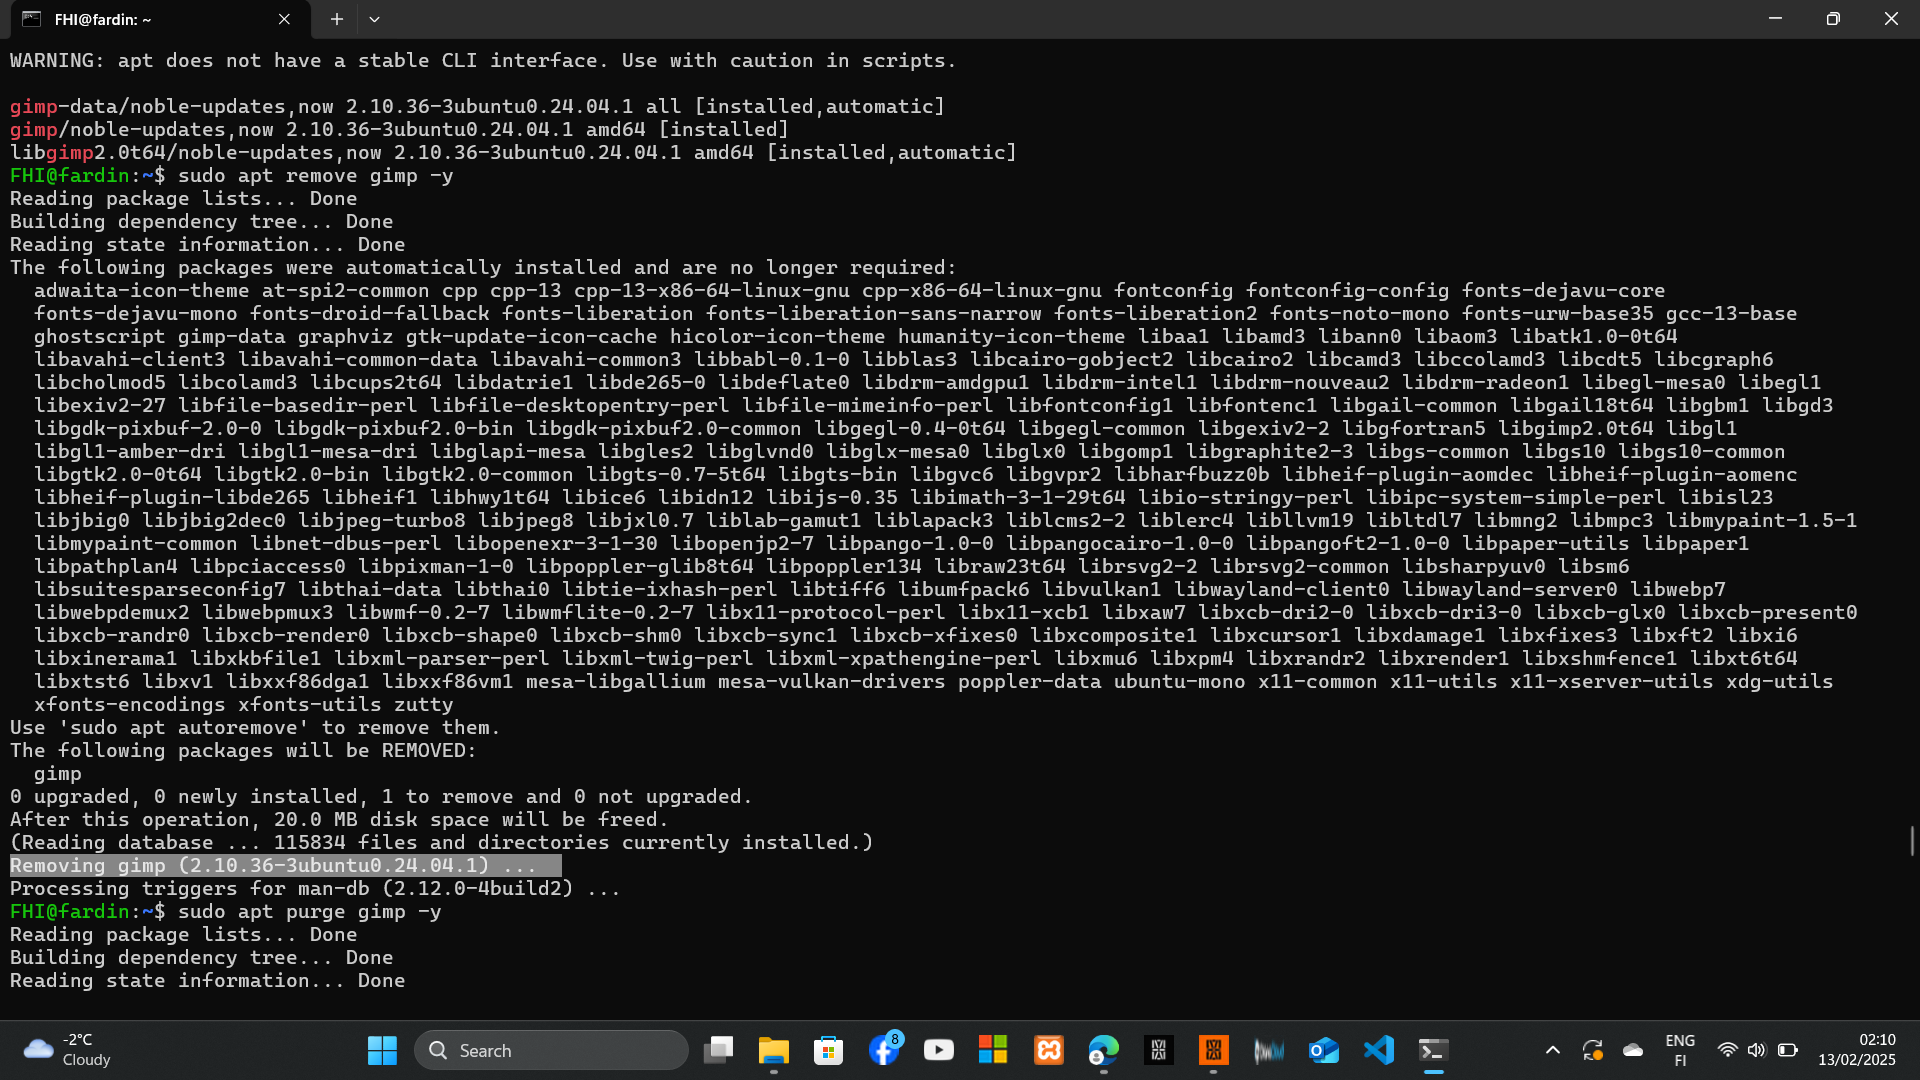 FHI@fardin: ~
WARNING: apt does not have a stable CLI interface. Use with caution in scripts.
gimp-data/noble-updates,now 2.10.36-3ubuntu0.24.04.1 all [installed,automatic]
gimp/noble-updates,now 2.10.36-3ubuntu0.24.04.1 amd64 [installed]
libgimp2.0t64/noble-updates,now 2.10.36-3ubuntu0.24.04.1 amd64 [installed,automatic]
FHI@fardin:~$ sudo apt remove gimp -y
Reading package lists... Done
Building dependency tree... Done
Reading state information... Done
The following packages were automatically installed and are no longer required:
adwaita-icon-theme at-spi2-common cpp cpp-13 cpp-13-x86-64-linux-gnu cpp-x86-64-linux-gnu fontconfig fontconfig-config fonts-dejavu-core
fonts-dejavu-mono fonts-droid-fallback fonts-liberation fonts-liberation-sans-narrow fonts-liberation2 fonts-noto-mono fonts-urw-base35 gcc-13-base
ghostscript gimp-data graphviz gtk-update-icon-cache hicolor-icon-theme humanity-icon-theme libaa1 libamd3 libann0 libaom3 libatk1.0-0t64
libavahi-client3 libavahi-common-data libavahi-common3 libbabl-0.1-0 libblas3 libcairo-gobject2 libcairo2 libcamd3 libccolamd3 libcdt5 libcgraph6
libcholmod5 libcolamd3 libcups2t64 libdatrie1 libde265-0 libdeflate0 libdrm-amdgpu1 libdrm-intel1 libdrm-nouveau2 libdrm-radeon1 libegl-mesa0 libegl1
libexiv2-27 libfile-basedir-perl libfile-desktopentry-perl libfile-mimeinfo-perl libfontconfig1 libfontenc1 libgail-common libgail18t64 libgbm1 libgd3
libgdk-pixbuf-2.0-0 libgdk-pixbuf2.0-bin libgdk-pixbuf2.0-common libgegl-0.4-0t64 libgegl-common libgexiv2-2 libgfortran5 libgimp2.0t64 libgl1
libgl1-amber-dri libgl1-mesa-dri libglapi-mesa libgles2 libglvnd0 libglx-mesa0 libglx0 libgomp1 libgraphite2-3 libgs-common libgs10 libgs10-common
libgtk2.0-0t64 libgtk2.0-bin libgtk2.0-common libgts-0.7-5t64 libgts-bin libgvc6 libgvpr2 libharfbuzz0b libheif-plugin-aomdec libheif-plugin-aomenc
libheif-plugin-libde265 libheif1 libhwy1t64 libice6 libidn12 libijs-0.35 libimath-3-1-29t64 libio-stringy-perl libipc-system-simple-perl libisl23
libjbig0 libjbig2dec0 libjpeg-turbo8 libjpeg8 libjxl0.7 liblab-gamut1 liblapack3 liblcms2-2 liblerc4 libllvm19 libltdl7 libmng2 libmpc3 libmypaint-1.5-1
libmypaint-common libnet-dbus-perl libopenexr-3-1-30 libopenjp2-7 libpango-1.0-0 libpangocairo-1.0-0 libpangoft2-1.0-0 libpaper-utils libpaper1
libpathplan4 libpciaccess0 libpixman-1-0 libpoppler-glib8t64 libpoppler134 libraw23t64 librsvg2-2 librsvg2-common libsharpyuv0 libsm6
libsuitesparseconfig7 libthai-data libthai0 libtie-ixhash-perl libtiff6 libumfpack6 libvulkan1 libwayland-client0 libwayland-server0 libwebp7
libwebpdemux2 libwebpmux3 libwmf-0.2-7 libwmflite-0.2-7 libx11-protocol-perl libx11-xcb1 libxaw7 libxcb-dri2-0 libxcb-dri3-0 libxcb-glx0 libxcb-present0
libxcb-randr0 libxcb-render0 libxcb-shape0 libxcb-shm0 libxcb-sync1 libxcb-xfixes0 libxcomposite1 libxcursor1 libxdamage1 libxfixes3 libxft2 libxi6
libxinerama1 libxkbfile1 libxml-parser-perl libxml-twig-perl libxml-xpathengine-perl libxmu6 libxpm4 libxrandr2 libxrender1 libxshmfence1 libxt6t64
libxtst6 libxv1 libxxf86dga1 libxxf86vm1 mesa-libgallium mesa-vulkan-drivers poppler-data ubuntu-mono x11-common x11-utils x11-xserver-utils xdg-utils
xfonts-encodings xfonts-utils zutty
Use 'sudo apt autoremove' to remove them.
The following packages will be REMOVED:
gimp
0 upgraded, 0 newly installed, 1 to remove and 0 not upgraded.
After this operation, 20.0 MB disk space will be freed.
(Reading database ... 115834 files and directories currently installed.)
Removing gimp (2.10.36-3ubuntu0.24.04.1) ...
Processing triggers for man-db (2.12.0-4build2) ...
FHI@fardin:~$ sudo apt purge gimp -y
Reading package lists... Done
Building dependency tree... Done
Reading state information... Done
-2°C
Cloudy
Search
8
ENG
FI
02:10
13/02/2025